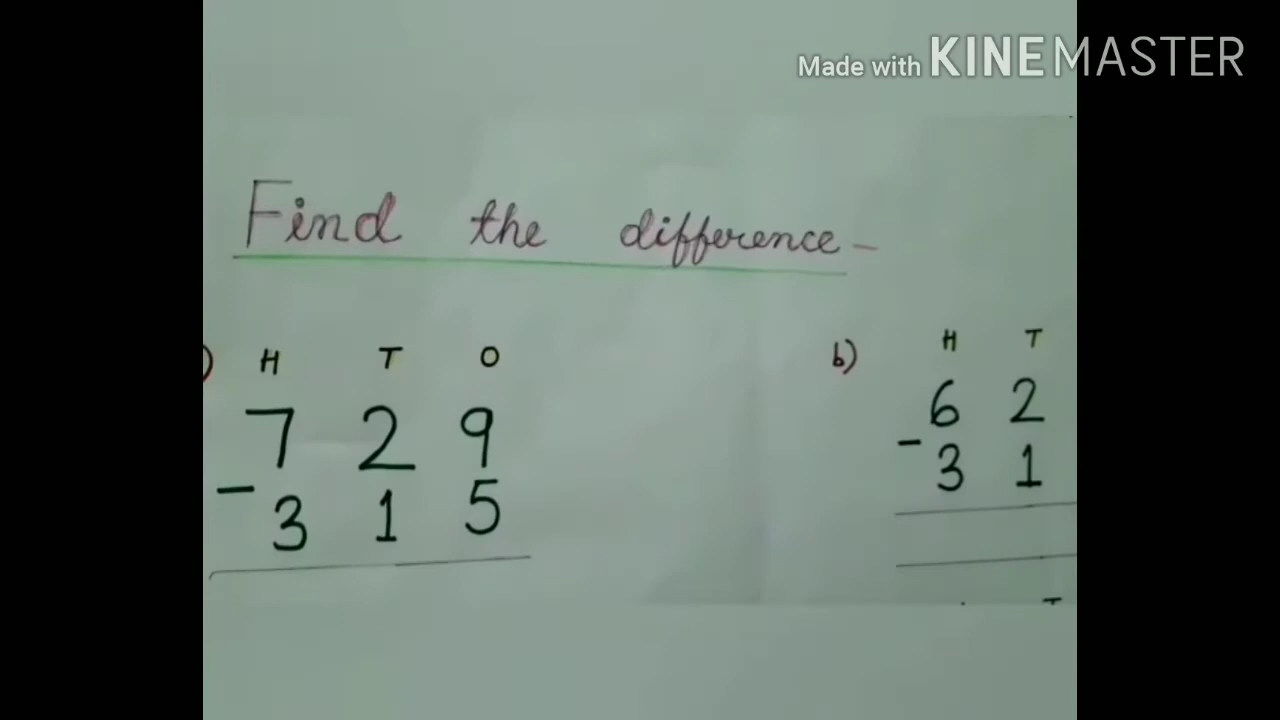 Made with KINEMASTER
Find the difference -
) H T O
7 2 9
- 3 1 5
b) H T
6 2
- 3 1
T